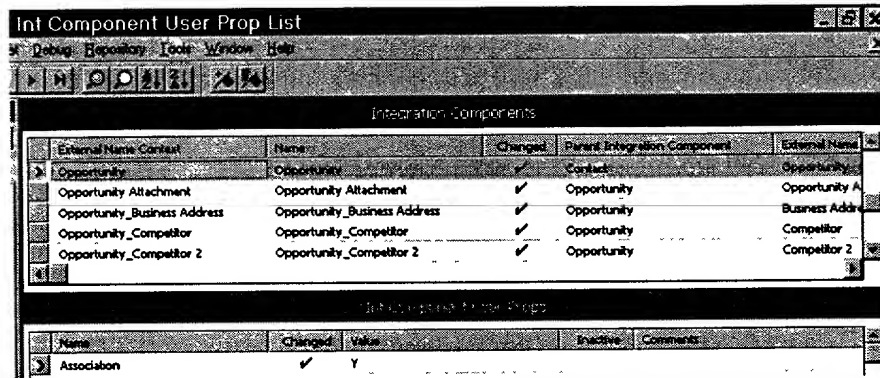 Int Component User Prop List
Debug Repository Tools Window Help
Integration Components
External Name Context Name Changed Parent Integration Component External Name
Opportunity Opportunity ✓ Contact Opportunity
Opportunity Attachment Opportunity Attachment ✓ Opportunity Opportunity A
Opportunity_Business Address Opportunity_Business Address ✓ Opportunity Business Addre
Opportunity_Competitor Opportunity_Competitor ✓ Opportunity Competitor
Opportunity_Competitor 2 Opportunity_Competitor 2 ✓ Opportunity Competitor 2
Name Changed Value Inactive Comments
Association ✓ Y